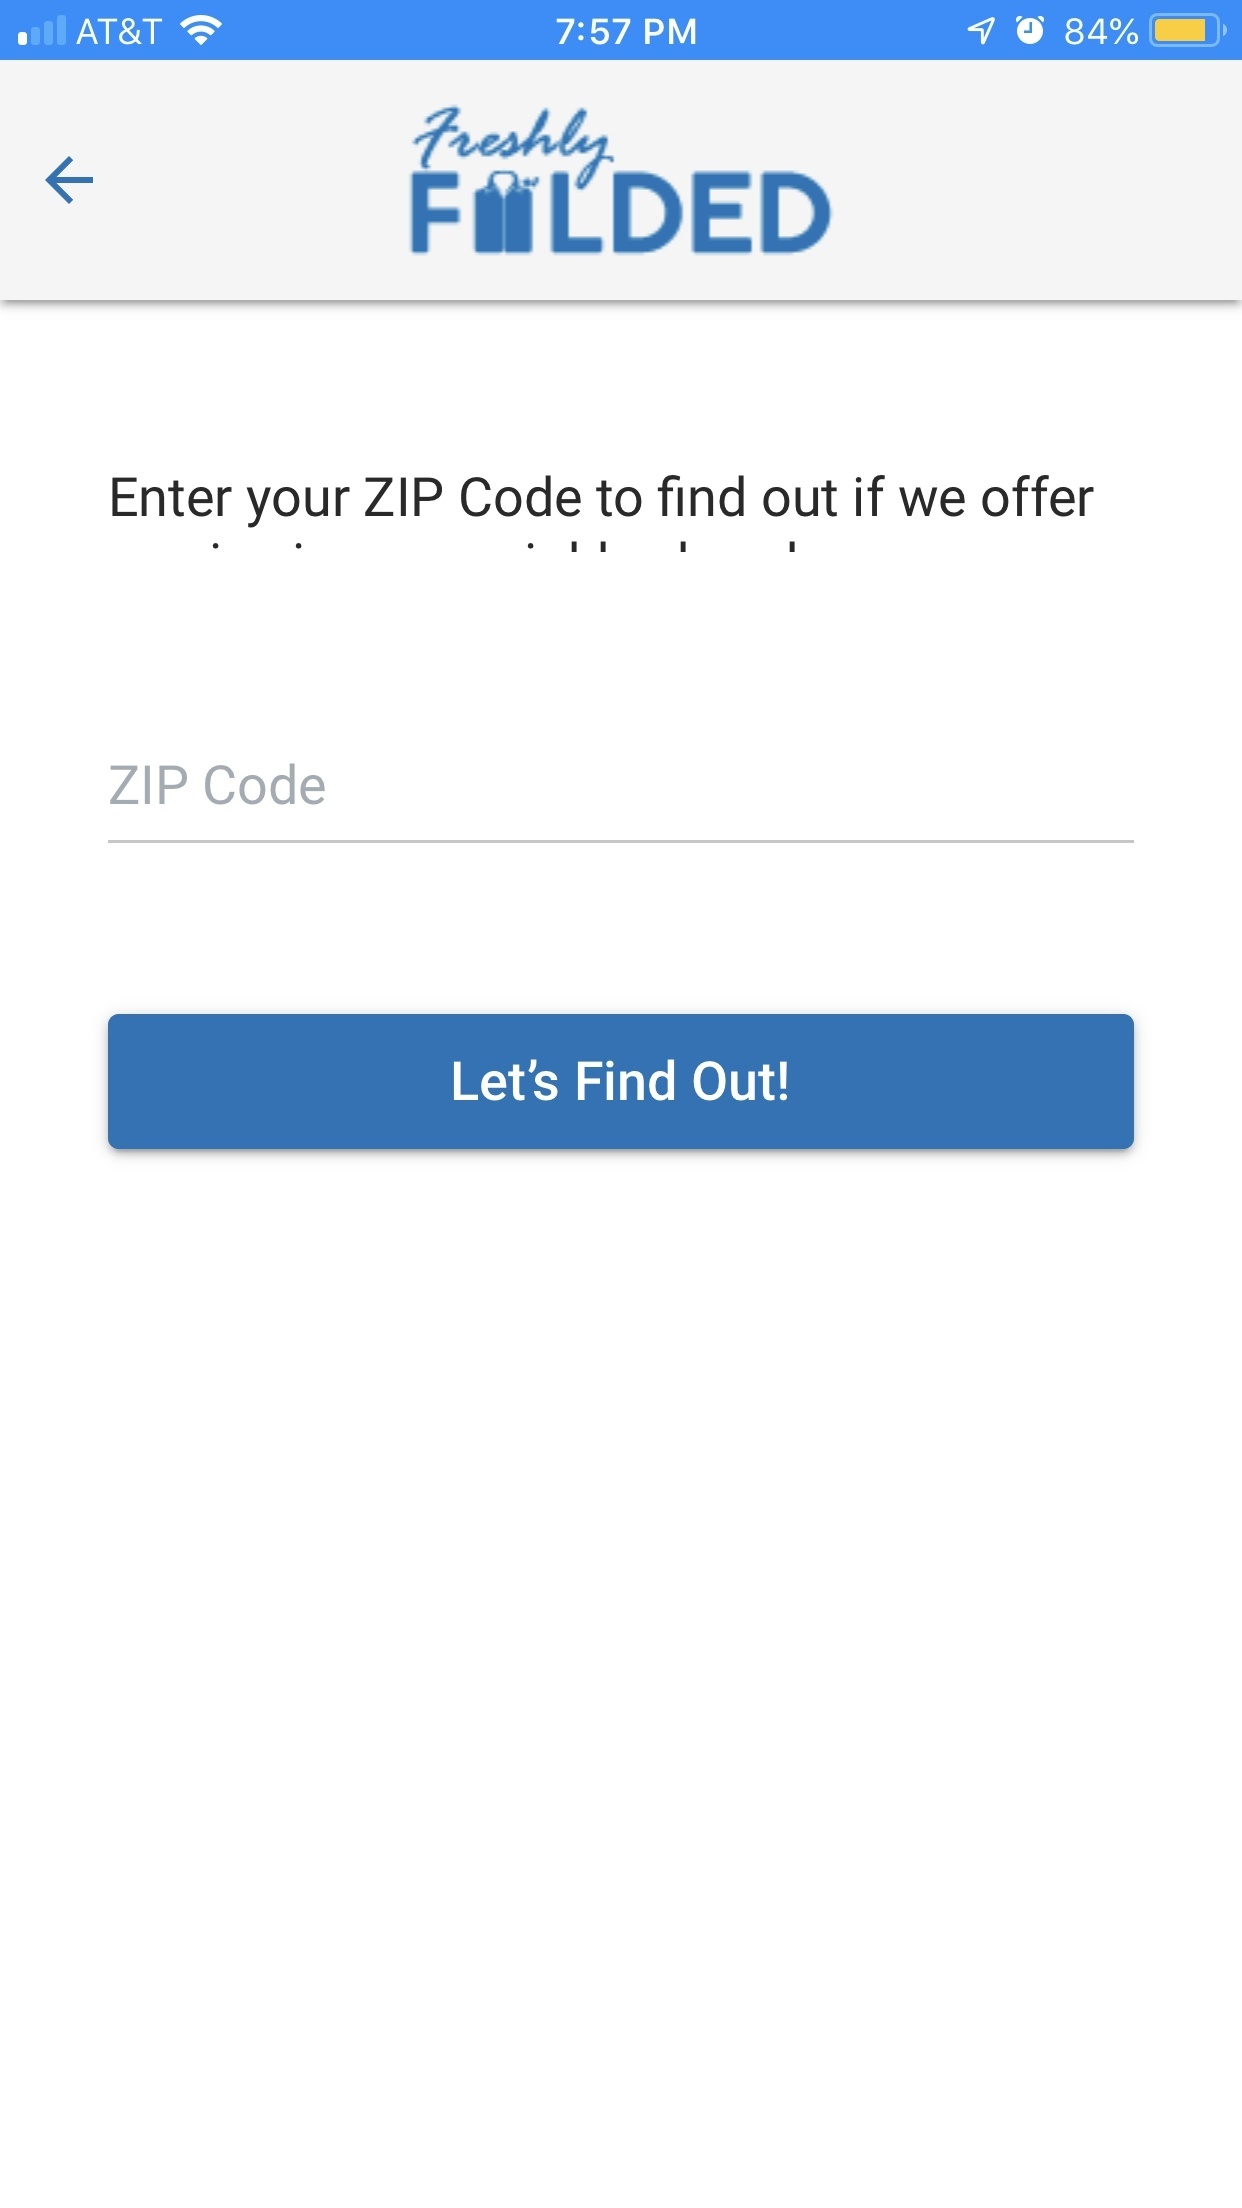 AT&T
7:57 PM
84%
Freshly
FOLDED
Enter your ZIP Code to find out if we offer
ZIP Code
Let’s Find Out!